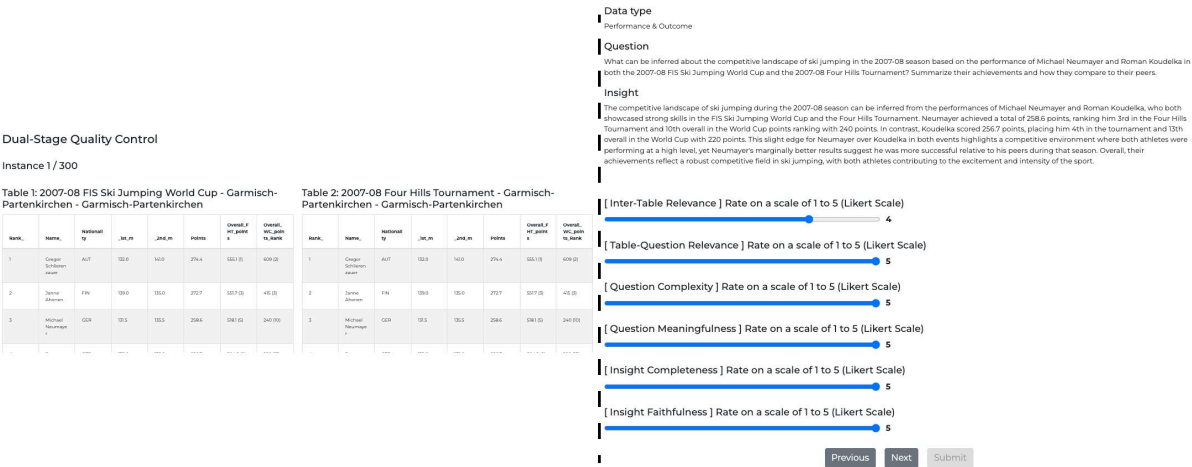 Dual-Stage Quality Control
Instance 1 / 300
Table 1: 2007-08 FIS Ski Jumping World Cup - Garmisch-
Partenkirchen - Garmisch-Partenkirchen
Rank_ Name_ Nationality _1st_m _2nd_m Points Overall_FHT_points Overall_WC_points_Rank
1 Gregor Schlierenzauer AUT 132.0 141.0 274.4 555.1 (1) 609 (2)
2 Janne Ahonen FIN 139.0 135.0 272.7 551.7 (3) 415 (5)
3 Michael Neumayer GER 131.5 135.5 258.6 518.1 (5) 240 (10)
Table 2: 2007-08 Four Hills Tournament - Garmisch-
Partenkirchen - Garmisch-Partenkirchen
Rank_ Name_ Nationality _1st_m _2nd_m Points Overall_FHT_points Overall_WC_points_Rank
1 Gregor Schlierenzauer AUT 132.0 141.0 274.4 555.1 (1) 609 (2)
2 Janne Ahonen FIN 139.0 135.0 272.7 551.7 (3) 415 (5)
3 Michael Neumayer GER 131.5 135.5 258.6 518.1 (5) 240 (10)
Data type
Performance & Outcome
Question
What can be inferred about the competitive landscape of ski jumping in the 2007-08 season based on the performance of Michael Neumayer and Roman Koudelka in
both the 2007-08 FIS Ski Jumping World Cup and the 2007-08 Four Hills Tournament? Summarize their achievements and how they compare to their peers.
Insight
The competitive landscape of ski jumping during the 2007-08 season can be inferred from the performances of Michael Neumayer and Roman Koudelka, who both
showcased strong skills in the FIS Ski Jumping World Cup and the Four Hills Tournament. Neumayer achieved a total of 258.6 points, ranking him 3rd in the Four Hills
Tournament and 10th overall in the World Cup points ranking with 240 points. In contrast, Koudelka scored 256.7 points, placing him 4th in the tournament and 13th
overall in the World Cup with 220 points. This slight edge for Neumayer over Koudelka in both events highlights a competitive environment where both athletes were
performing at a high level, yet Neumayer's marginally better results suggest he was more successful relative to his peers during that season. Overall, their
achievements reflect a robust competitive field in ski jumping, with both athletes contributing to the excitement and intensity of the sport.
[ Inter-Table Relevance ] Rate on a scale of 1 to 5 (Likert Scale)
4
[ Table-Question Relevance ] Rate on a scale of 1 to 5 (Likert Scale)
5
[ Question Complexity ] Rate on a scale of 1 to 5 (Likert Scale)
5
[ Question Meaningfulness ] Rate on a scale of 1 to 5 (Likert Scale)
5
[ Insight Completeness ] Rate on a scale of 1 to 5 (Likert Scale)
5
[ Insight Faithfulness ] Rate on a scale of 1 to 5 (Likert Scale)
5
Previous Next Submit